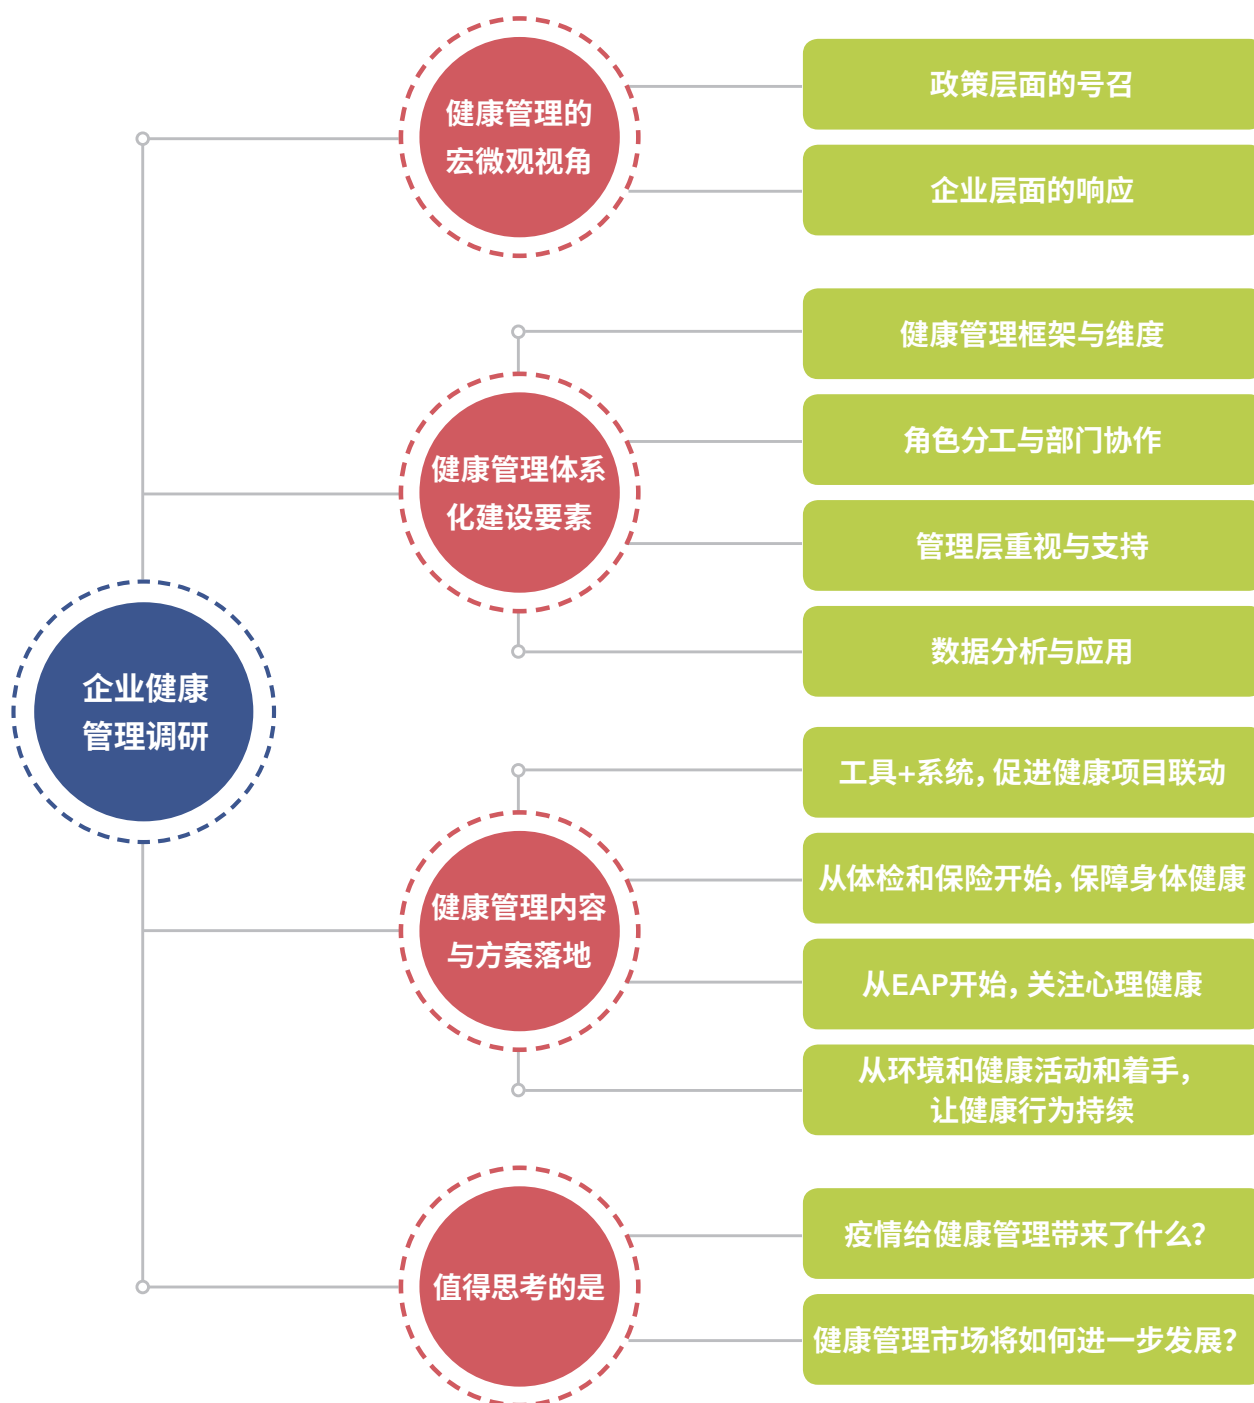 健康管理的
宏微观视角
政策层面的号召
企业层面的响应
健康管理体系
化建设要素
健康管理框架与维度
角色分工与部门协作
管理层重视与支持
数据分析与应用
企业健康
管理调研
健康管理内容
与方案落地
工具+系统，促进健康项目联动
从体检和保险开始，保障身体健康
从EAP开始，关注心理健康
从环境和健康活动和着手，
让健康行为持续
值得思考的是
疫情给健康管理带来了什么？
健康管理市场将如何进一步发展？